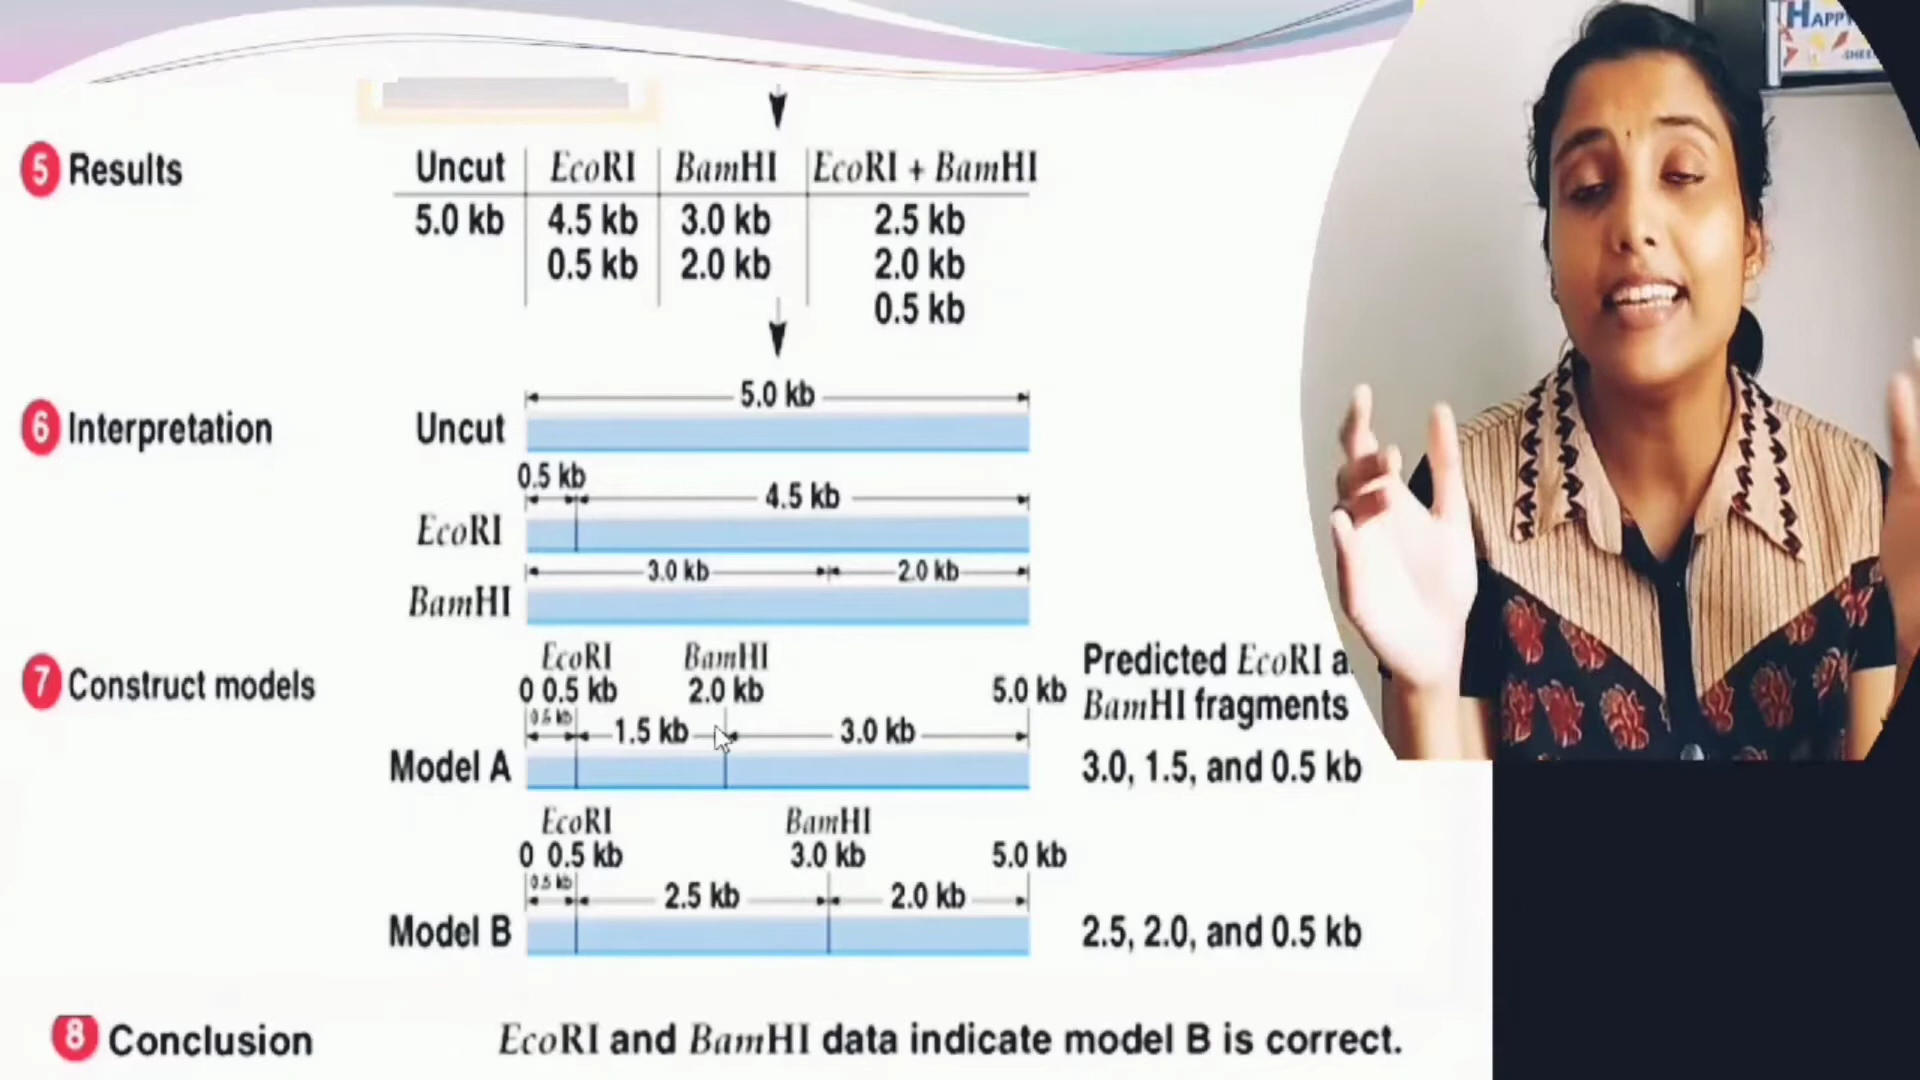 HAPPY
5 Results
Uncut EcoRI BamHI EcoRI + BamHI
5.0 kb 4.5 kb 3.0 kb 2.5 kb
0.5 kb 2.0 kb 2.0 kb
0.5 kb
5.0 kb
6 Interpretation Uncut
0.5 kb 4.5 kb
EcoRI
3.0 kb 2.0 kb
BamHI
EcoRI BamHI Predicted EcoRI a
7 Construct models 0 0.5 kb 2.0 kb 5.0 kb BamHI fragments
0.5 kb 1.5 kb 3.0 kb
Model A 3.0, 1.5, and 0.5 kb
EcoRI BamHI
0 0.5 kb 3.0 kb 5.0 kb
0.5 kb 2.5 kb 2.0 kb
Model B 2.5, 2.0, and 0.5 kb
8 Conclusion EcoRI and BamHI data indicate model B is correct.